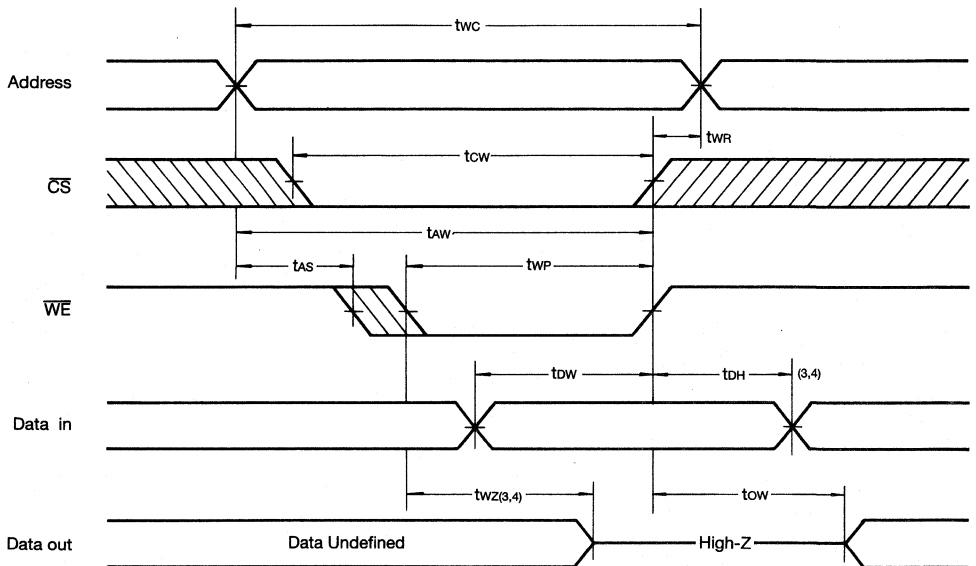 tWC
Address
tWR
tCW
CS
tAW
tAS
tWP
WE
tDW
tDH
(3,4)
Data in
tWZ(3,4)
tOW
Data out
Data Undefined
High-Z